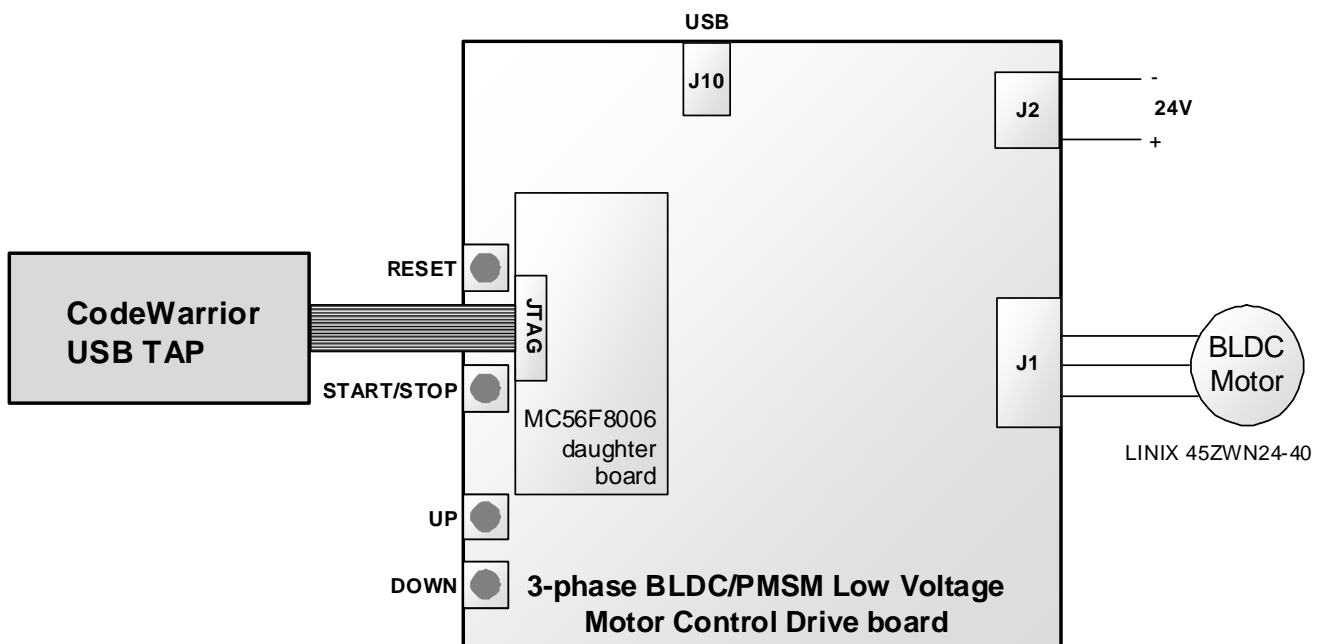 USB
J10
J2
-
24V
+
RESET
CodeWarrior
USB TAP
JTAG
START/STOP
MC56F8006
daughter
board
J1
BLDC
Motor
LINIX 45ZWN24-40
UP
DOWN
3-phase BLDC/PMSM Low Voltage
Motor Control Drive board